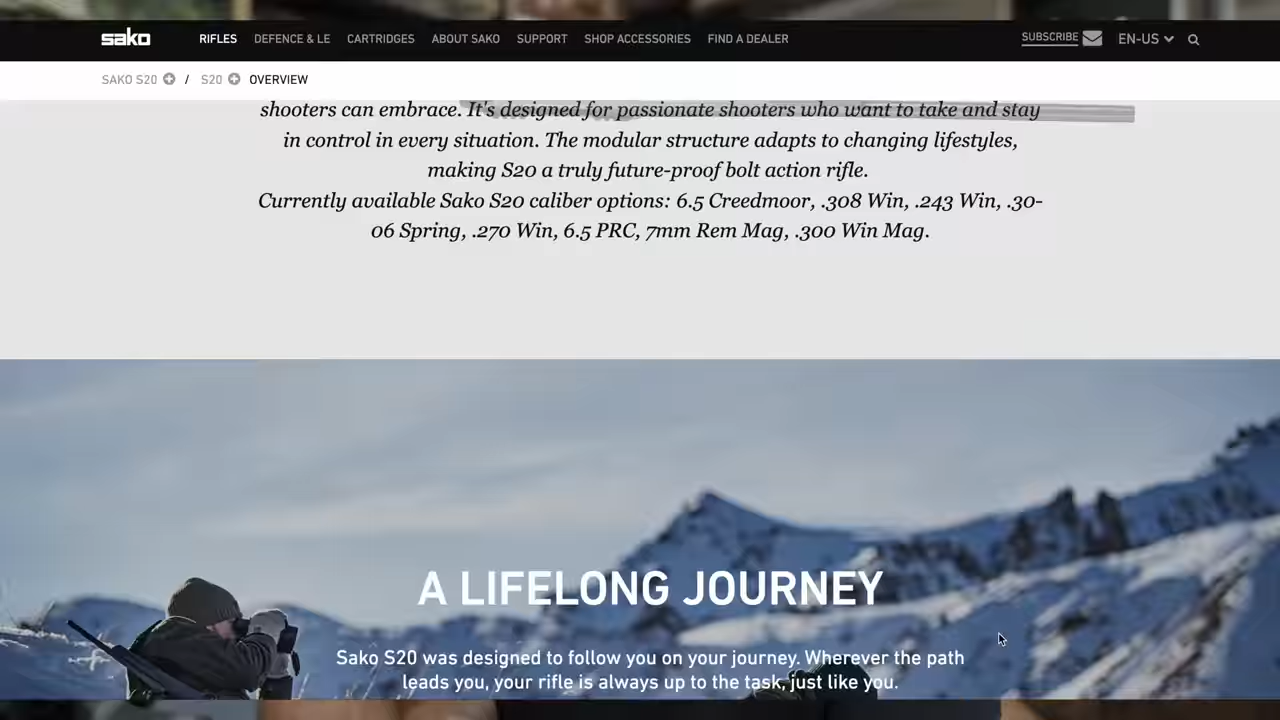 sako RIFLES DEFENCE & LE CARTRIDGES ABOUT SAKO SUPPORT SHOP ACCESSORIES FIND A DEALER SUBSCRIBE EN-US
SAKO S20 / S20 OVERVIEW
shooters can embrace. It's designed for passionate shooters who want to take and stay
in control in every situation. The modular structure adapts to changing lifestyles,
making S20 a truly future-proof bolt action rifle.
Currently available Sako S20 caliber options: 6.5 Creedmoor, .308 Win, .243 Win, .30-
06 Spring, .270 Win, 6.5 PRC, 7mm Rem Mag, .300 Win Mag.
A LIFELONG JOURNEY
Sako S20 was designed to follow you on your journey. Wherever the path
leads you, your rifle is always up to the task, just like you.